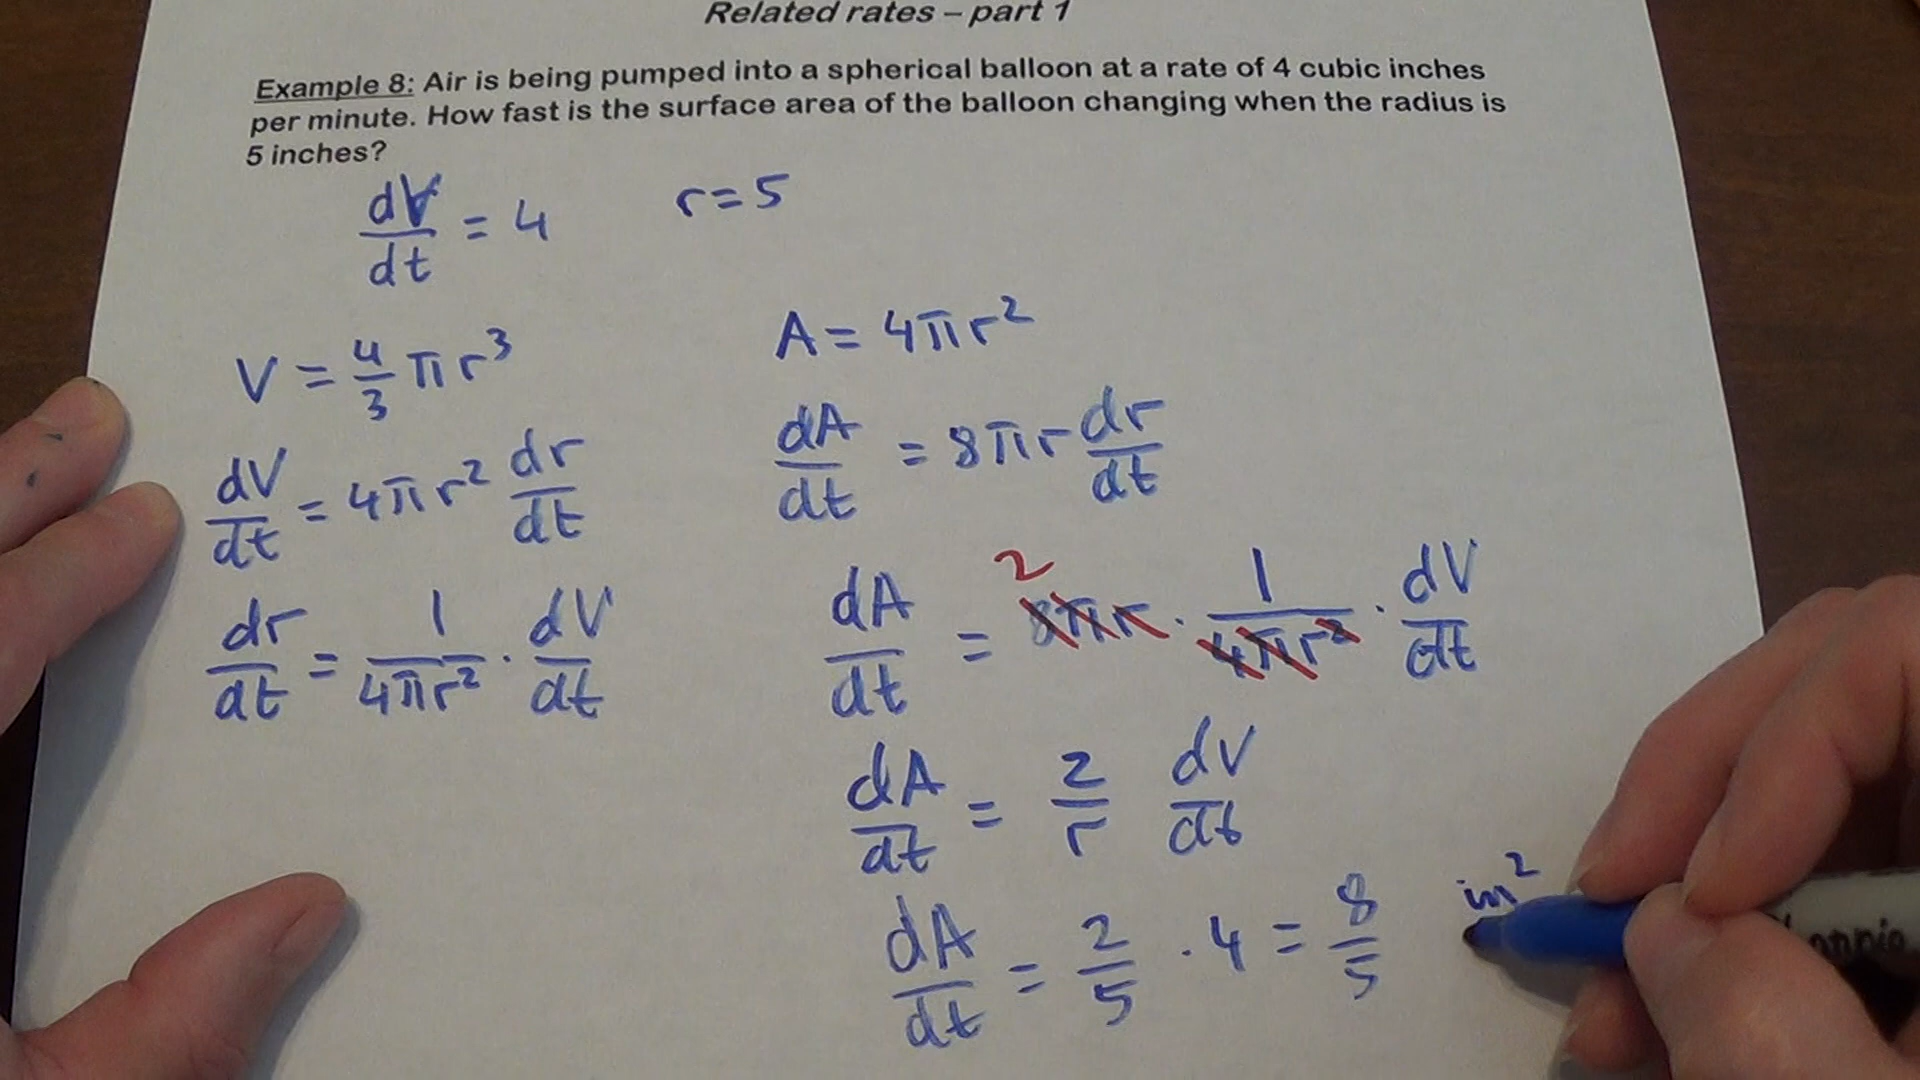 Related rates – part 1
Example 8: Air is being pumped into a spherical balloon at a rate of 4 cubic inches
per minute. How fast is the surface area of the balloon changing when the radius is
5 inches?
dV/dt = 4
r = 5
V = 4/3 πr³
dV/dt = 4πr² dr/dt
dr/dt = 1/4πr² · dV/dt
A = 4πr²
dA/dt = 8πr dr/dt
2
dA/dt = 8πr · 1/4πr² · dV/dt
dA/dt = 2/r dV/dt
dA/dt = 2/5 · 4 = 8/5 in²